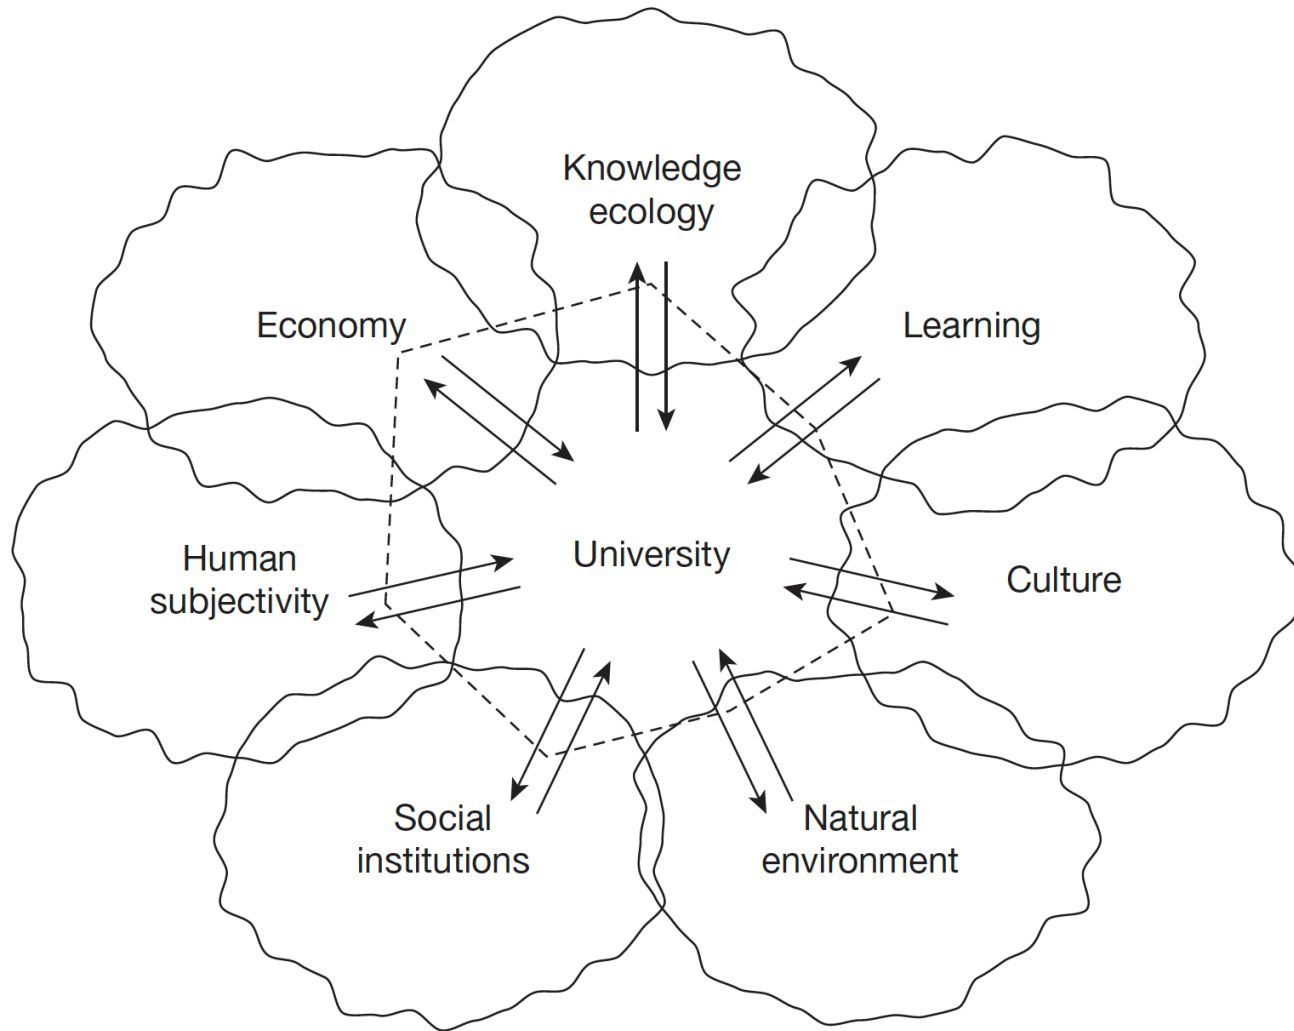 Knowledge
ecology
Economy
Learning
University
Human
subjectivity
Culture
Social
institutions
Natural
environment